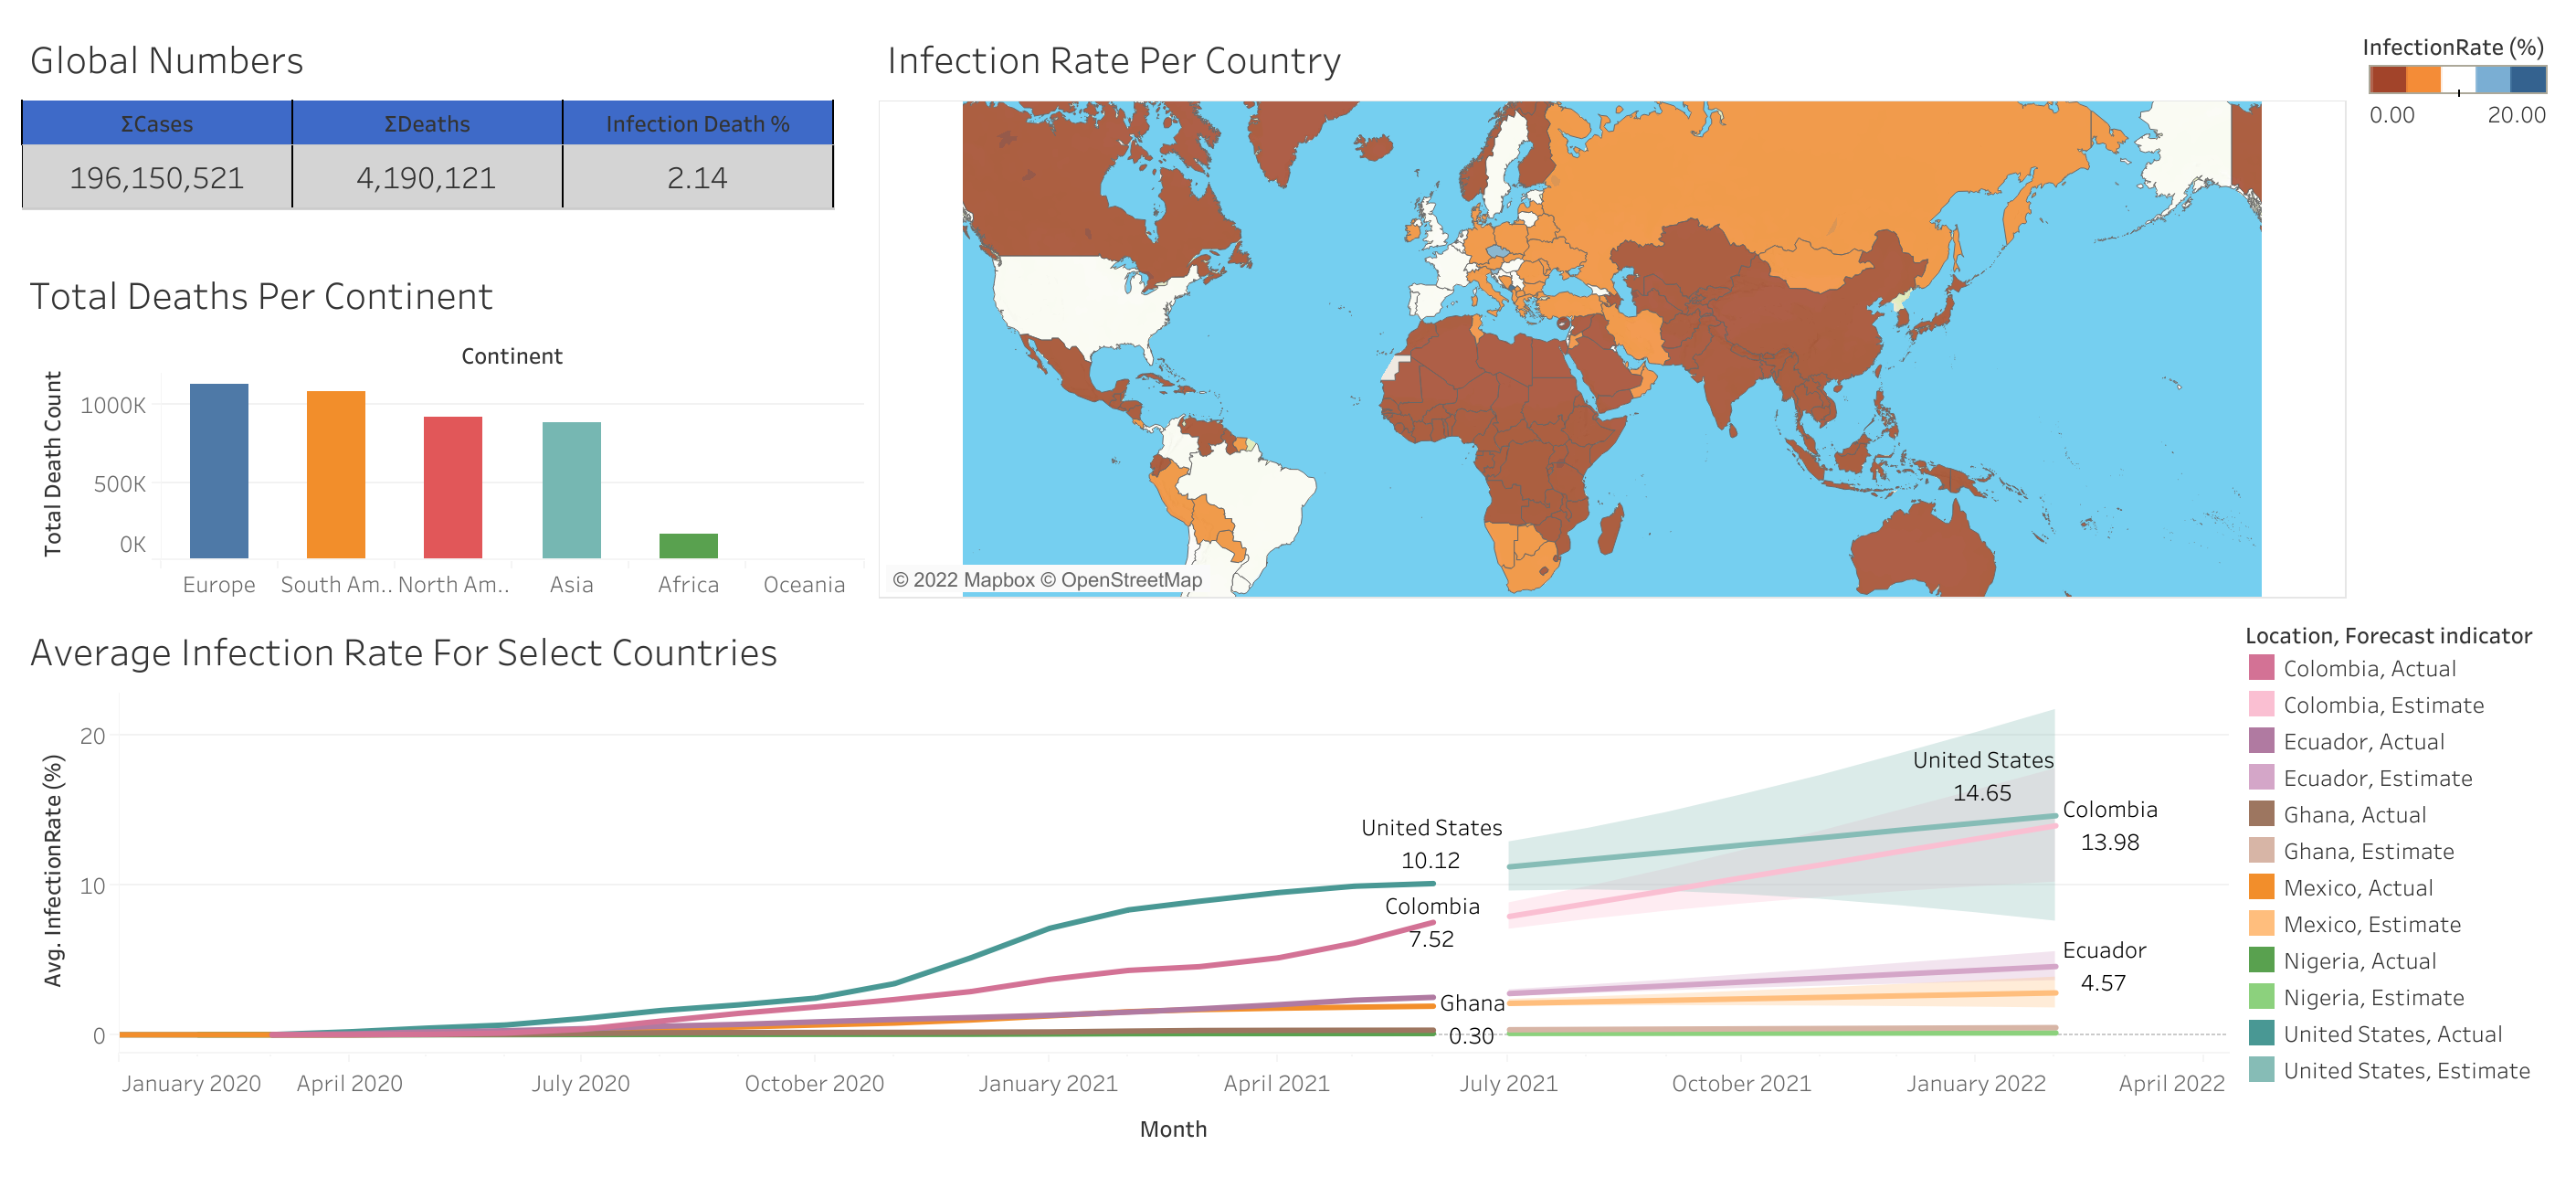 Global Numbers
ΣCases ΣDeaths Infection Death %
196,150,521 4,190,121 2.14
Total Deaths Per Continent
Continent
Total Death Count
1000K
500K
0K
Europe South Am.. North Am.. Asia Africa Oceania
Infection Rate Per Country
© 2022 Mapbox © OpenStreetMap
InfectionRate (%)
0.00 20.00
Average Infection Rate For Select Countries
Avg. InfectionRate (%)
20
10
0
United States
10.12
Colombia
7.52
Ghana
0.30
United States
14.65
Colombia
13.98
Ecuador
4.57
January 2020 April 2020 July 2020 October 2020 January 2021 April 2021 July 2021 October 2021 January 2022 April 2022
Month
Location, Forecast indicator
Colombia, Actual
Colombia, Estimate
Ecuador, Actual
Ecuador, Estimate
Ghana, Actual
Ghana, Estimate
Mexico, Actual
Mexico, Estimate
Nigeria, Actual
Nigeria, Estimate
United States, Actual
United States, Estimate